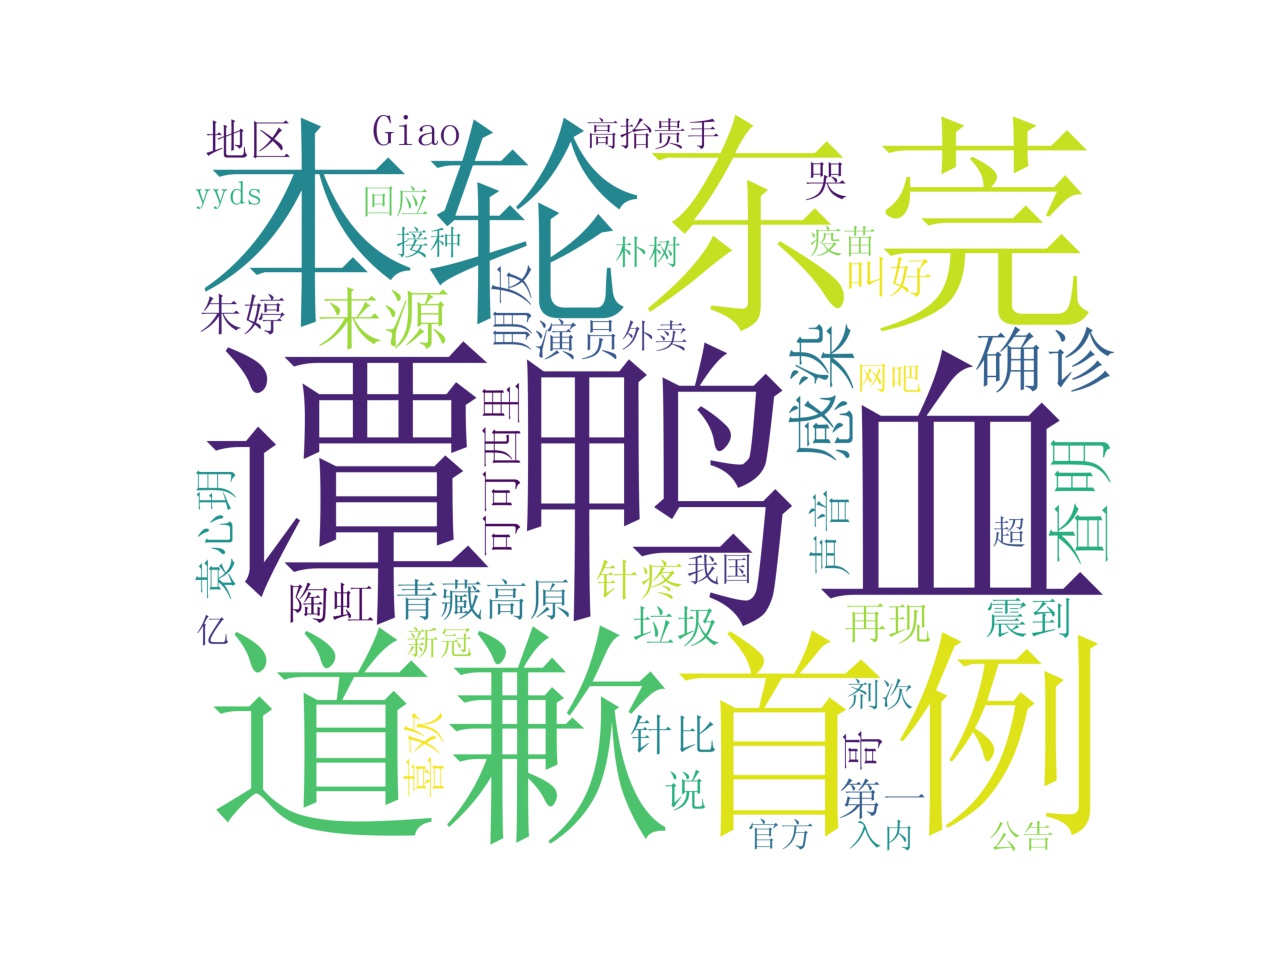 地区
Giao
高抬贵手
本轮
东莞
哭
yyds
回应
接种
朴树
疫苗
叫好
朱婷
来源
朋友
演员
外卖
感染
网吧
确诊
谭鸭血
可可西里
袁心玥
声音
超
查明
陶虹
青藏高原
针疼
我国
亿
新冠
垃圾
再现
震到
道歉
首例
喜欢
针比
说
哥
剂次
第一
官方
入内
公告